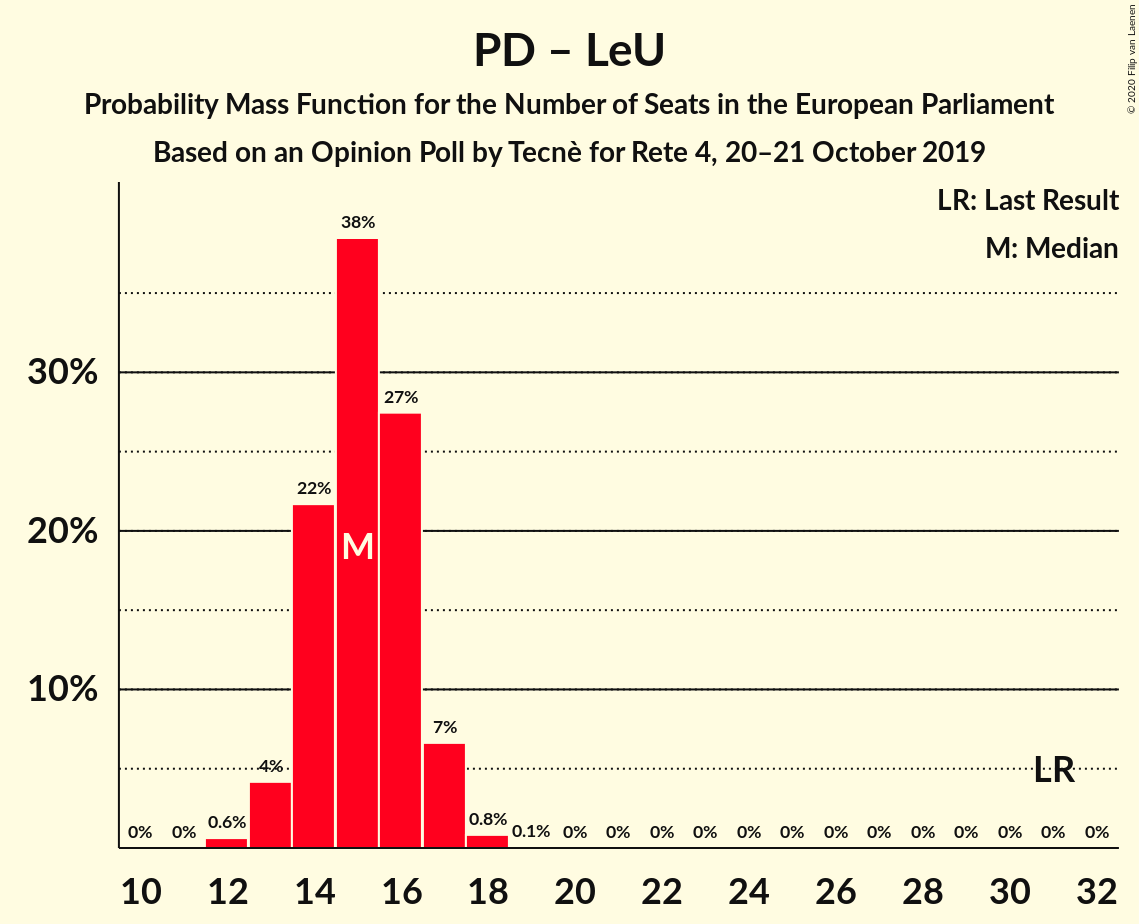 PD – LeU
Probability Mass Function for the Number of Seats in the European Parliament
Based on an Opinion Poll by Tecnè for Rete 4, 20–21 October 2019
© 2020 Filip van Laenen
LR: Last Result
M: Median
38%
30%
27%
22%
20%
M
10%
7%
4%
LR
0% 0% 0.6% 0.8% 0.1% 0% 0% 0% 0% 0% 0% 0% 0% 0% 0% 0% 0% 0%
10 12 14 16 18 20 22 24 26 28 30 32